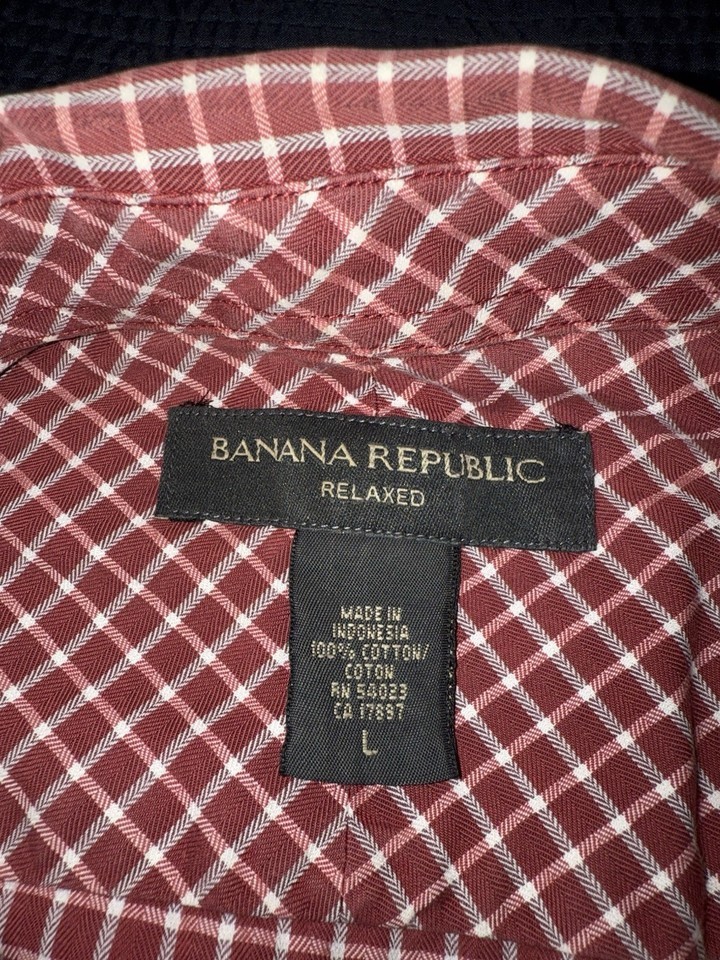 BANANA REPUBLIC
RELAXED
MADE IN
INDONESIA
100% COTTON/
COTON
RN 54023
CA 17897
L